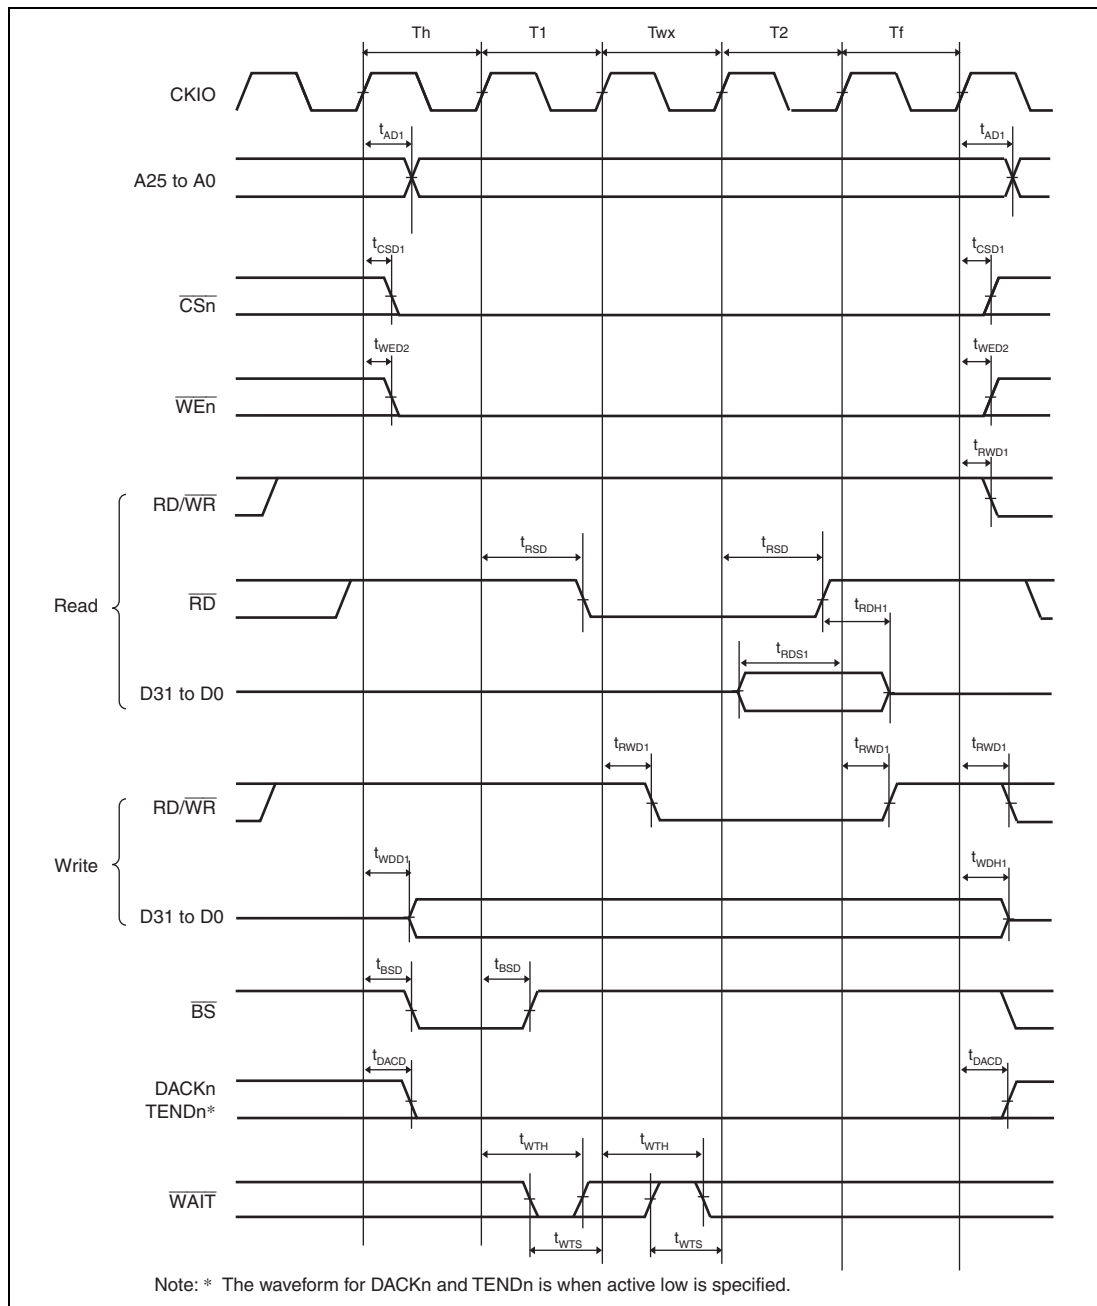 Th T1 Twx T2 Tf
CKIO
tAD1 tAD1
A25 to A0
tCSD1 tCSD1
CSn
tWED2 tWED2
WEn
tRWD1
RD/WR
tRSD tRSD
Read
RD
tRDH1
tRDS1
D31 to D0
tRWD1 tRWD1 tRWD1
RD/WR
Write
tWDD1 tWDH1
D31 to D0
tBSD tBSD
BS
tDACD tDACD
DACKn
TENDn*
tWTH tWTH
WAIT
tWTS tWTS
Note: * The waveform for DACKn and TENDn is when active low is specified.